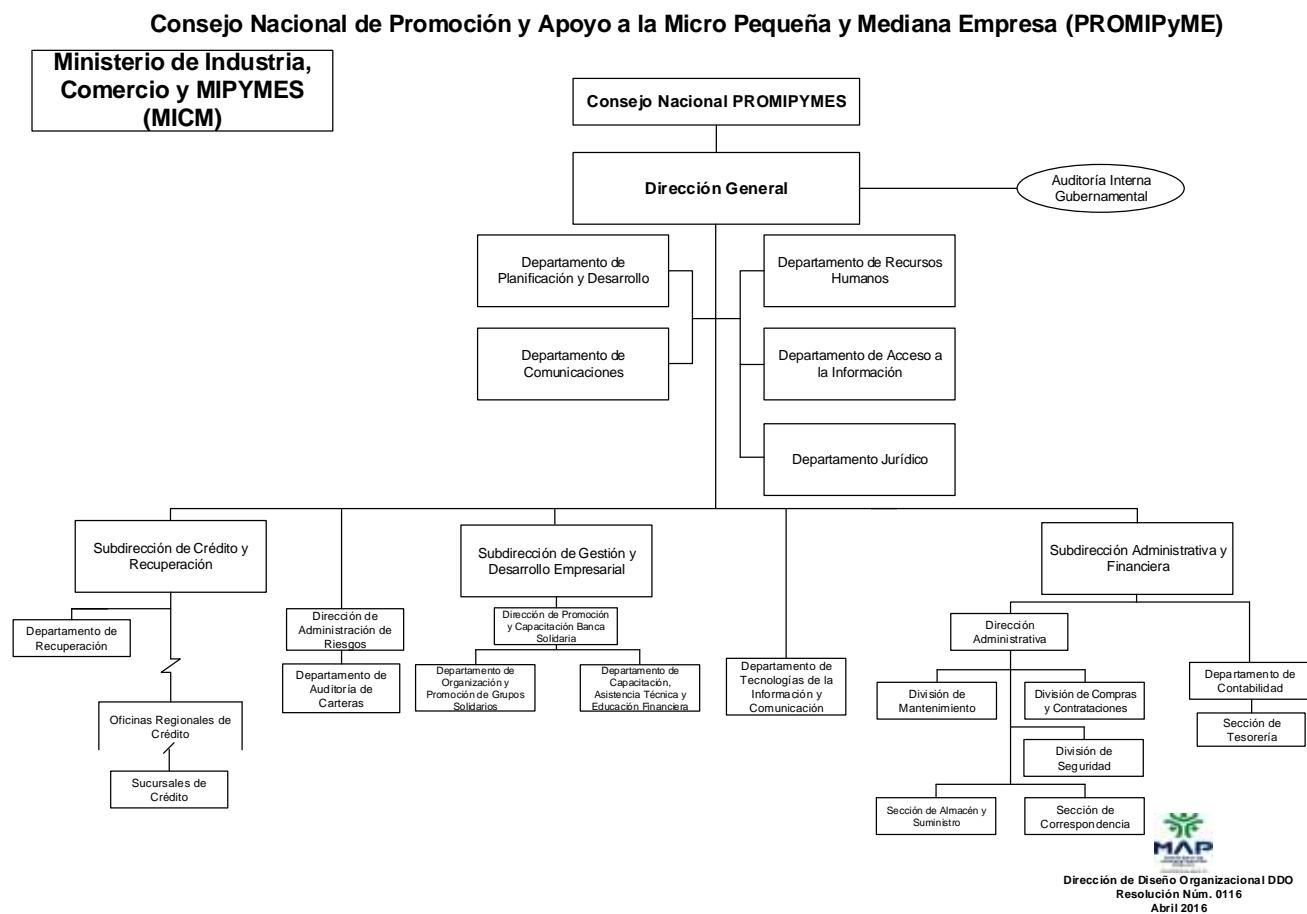 Consejo Nacional de Promoción y Apoyo a la Micro Pequeña y Mediana Empresa (PROMIPyME)
Ministerio de Industria,
Comercio y MIPYMES
(MICM)
Consejo Nacional PROMIPYMES
Dirección General
Auditoría Interna
Gubernamental
Departamento de
Planificación y Desarrollo
Departamento de Recursos
Humanos
Departamento de
Comunicaciones
Departamento de Acceso a
la Información
Departamento Jurídico
Subdirección de Crédito y
Recuperación
Subdirección de Gestión y
Desarrollo Empresarial
Subdirección Administrativa y
Financiera
Departamento de
Recuperación
Dirección de
Administración de
Riesgos
Dirección de Promoción
y Capacitación Banca
Solidaria
Dirección
Administrativa
Departamento de
Auditoría de
Carteras
Departamento de
Organización y
Promoción de Grupos
Solidarios
Departamento de
Capacitación,
Asistencia Técnica y
Educación Financiera
Departamento de
Tecnologías de la
Información y
Comunicación
División de
Mantenimiento
División de Compras
y Contrataciones
Departamento de
Contabilidad
Oficinas Regionales de
Crédito
Sección de
Tesorería
División de
Seguridad
Sucursales de
Crédito
Sección de Almacén y
Suministro
Sección de
Correspondencia
MAP
Dirección de Diseño Organizacional DDO
Resolución Núm. 0116
Abril 2016